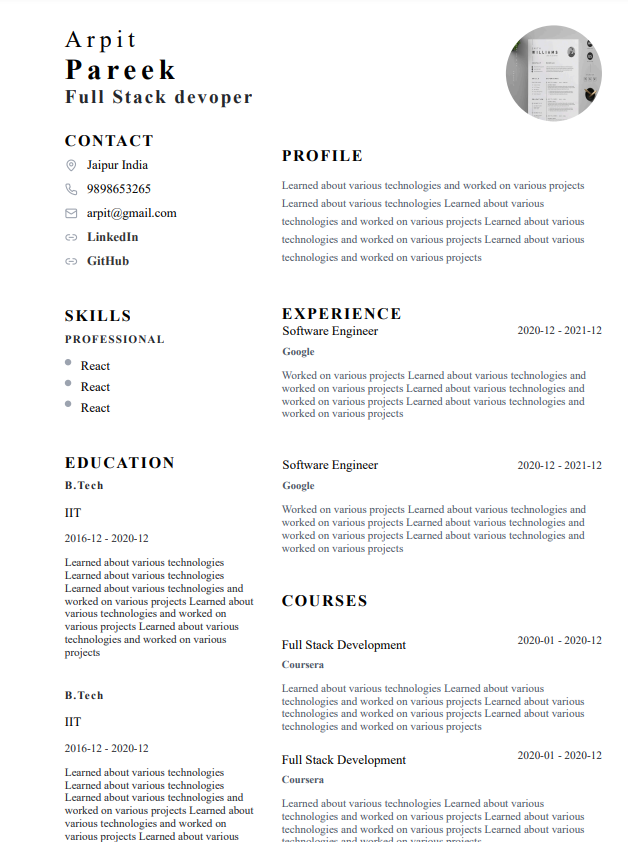 Arpit
Pareek
Full Stack devoper
CONTACT
Jaipur India
9898653265
arpit@gmail.com
LinkedIn
GitHub
SKILLS
PROFESSIONAL
React
React
React
EDUCATION
B.Tech
IIT
2016-12 - 2020-12
Learned about various technologies
Learned about various technologies
Learned about various technologies and
worked on various projects Learned about
various technologies and worked on
various projects Learned about various
technologies and worked on various
projects
B.Tech
IIT
2016-12 - 2020-12
Learned about various technologies
Learned about various technologies
Learned about various technologies and
worked on various projects Learned about
various technologies and worked on
various projects Learned about various
WILLIAMS
PROFILE
Learned about various technologies and worked on various projects
Learned about various technologies Learned about various
technologies and worked on various projects Learned about various
technologies and worked on various projects Learned about various
technologies and worked on various projects
EXPERIENCE
Software Engineer
2020-12 - 2021-12
Google
Worked on various projects Learned about various technologies and
worked on various projects Learned about various technologies and
worked on various projects Learned about various technologies and
worked on various projects
Software Engineer
2020-12 - 2021-12
Google
Worked on various projects Learned about various technologies and
worked on various projects Learned about various technologies and
worked on various projects Learned about various technologies and
worked on various projects
COURSES
Full Stack Development
2020-01 - 2020-12
Coursera
Learned about various technologies Learned about various
technologies and worked on various projects Learned about various
technologies and worked on various projects Learned about various
technologies and worked on various projects
Full Stack Development
2020-01 - 2020-12
Coursera
Learned about various technologies Learned about various
technologies and worked on various projects Learned about various
technologies and worked on various projects Learned about various
technologies and worked on various projects